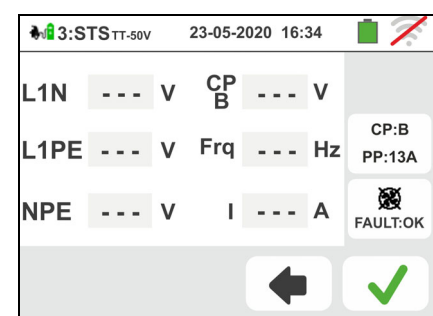 3:STS TT-50V 23-05-2020 16:34
L1N - - - V CP B - - - V
L1PE - - - V Frq - - - Hz
NPE - - - V I - - - A
CP:B
PP:13A
FAULT:OK